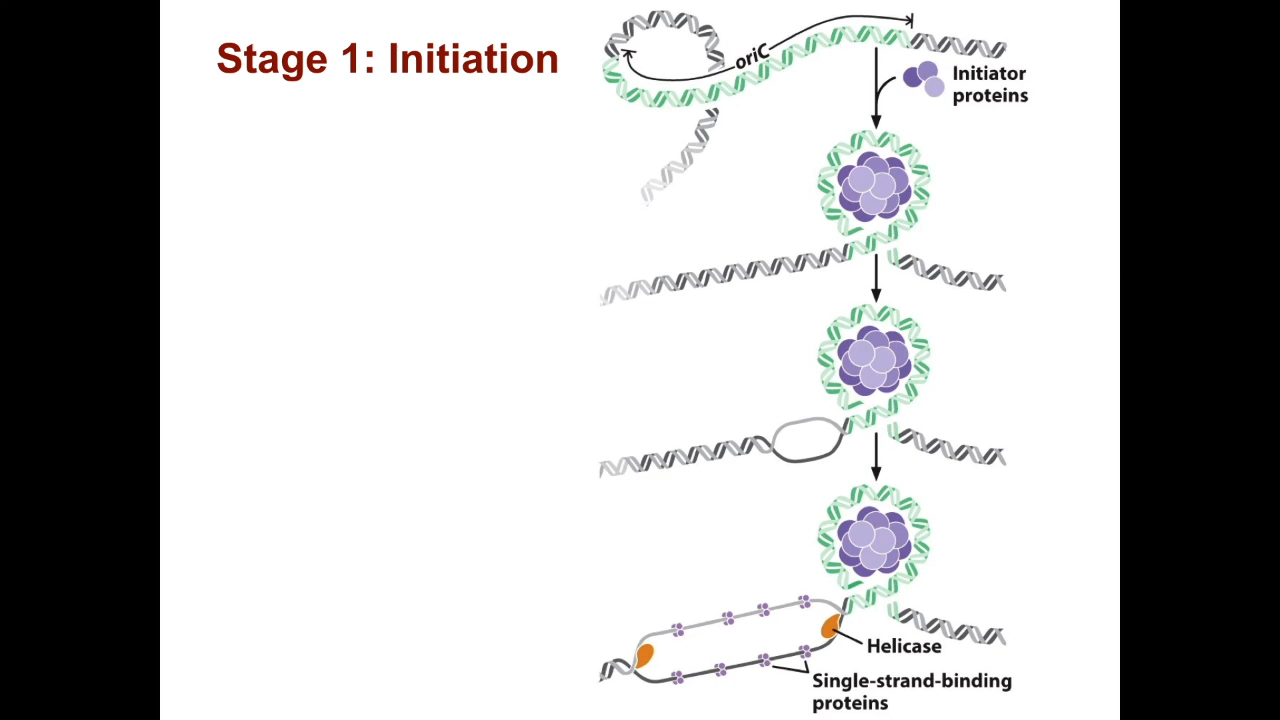 Stage 1: Initiation
oriC
Initiator
proteins
Helicase
Single-strand-binding
proteins